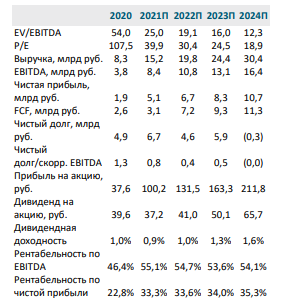 2020 2021П 2022П 2023П 2024П
EV/EBITDA 54,0 25,0 19,1 16,0 12,3
P/E 107,5 39,9 30,4 24,5 18,9
Выручка, млрд руб. 8,3 15,2 19,8 24,4 30,4
EBITDA, млрд руб. 3,8 8,4 10,8 13,1 16,4
Чистая прибыль,
млрд руб. 1,9 5,1 6,7 8,3 10,7
FCF, млрд руб. 2,6 3,1 7,2 9,3 11,3
Чистый долг, млрд
руб. 4,9 6,7 4,6 5,9 (0,3)
Чистый
долг/скорр. EBITDA 1,3 0,8 0,4 0,5 (0,0)
Прибыль на акцию,
руб. 37,6 100,2 131,5 163,3 211,8
Дивиденд на
акцию, руб. 39,6 37,2 41,0 50,1 65,7
Дивидендная
доходность 1,0% 0,9% 1,0% 1,3% 1,6%
Рентабельность по
EBITDA 46,4% 55,1% 54,7% 53,6% 54,1%
Рентабельность по
чистой прибыли 22,8% 33,3% 33,6% 34,0% 35,3%